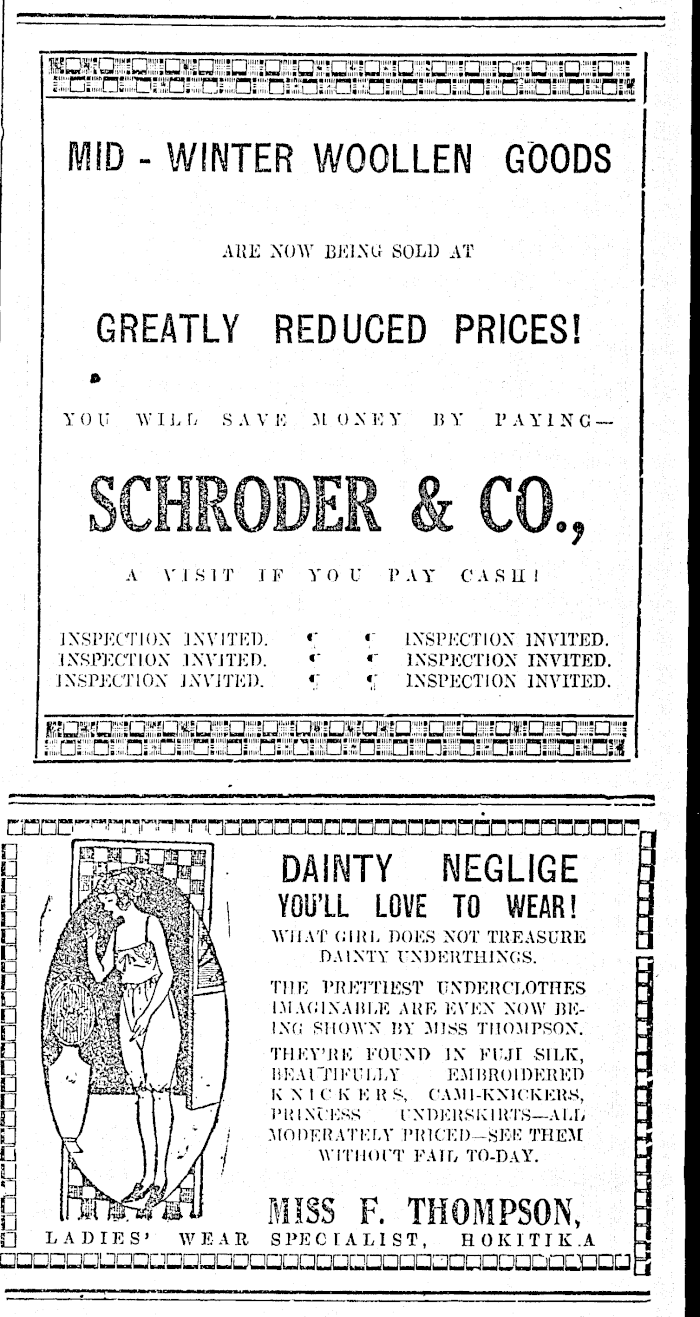 MID - WINTER WOOLLEN GOODS
ARE NOW BEING SOLD AT
GREATLY REDUCED PRICES!
YOU WILL SAVE MONEY BY PAYING—
SCHRODER & CO.,
A VISIT IF YOU PAY CASH!
INSPECTION INVITED. ¶ ¶ INSPECTION INVITED.
INSPECTION INVITED. ¶ ¶ INSPECTION INVITED.
INSPECTION INVITED. ¶ ¶ INSPECTION INVITED.
DAINTY NEGLIGE
YOU'LL LOVE TO WEAR!
WHAT GIRL DOES NOT TREASURE
DAINTY UNDERTHINGS.
THE PRETTIEST UNDERCLOTHES
IMAGINABLE ARE EVEN NOW BE-
ING SHOWN BY MISS THOMPSON.
THEY'RE FOUND IN FUJI SILK,
BEAUTIFULLY EMBROIDERED
KNICKERS, CAMI-KNICKERS,
PRINCESS UNDERSKIRTS—ALL
MODERATELY PRICED—SEE THEM
WITHOUT FAIL TO-DAY.
MISS F. THOMPSON,
LADIES' WEAR SPECIALIST, HOKITIKA